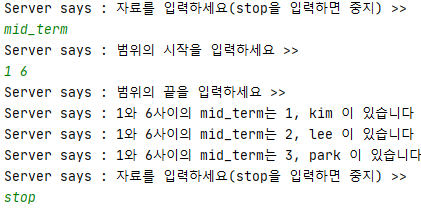 Server says : 자료를 입력하세요(stop을 입력하면 중지) >>
mid_term
Server says : 범위의 시작을 입력하세요 >>
1 6
Server says : 범위의 끝을 입력하세요 >>
Server says : 1와 6사이의 mid_term는 1, kim 이 있습니다
Server says : 1와 6사이의 mid_term는 2, lee 이 있습니다
Server says : 1와 6사이의 mid_term는 3, park 이 있습니다
Server says : 자료를 입력하세요(stop을 입력하면 중지) >>
stop